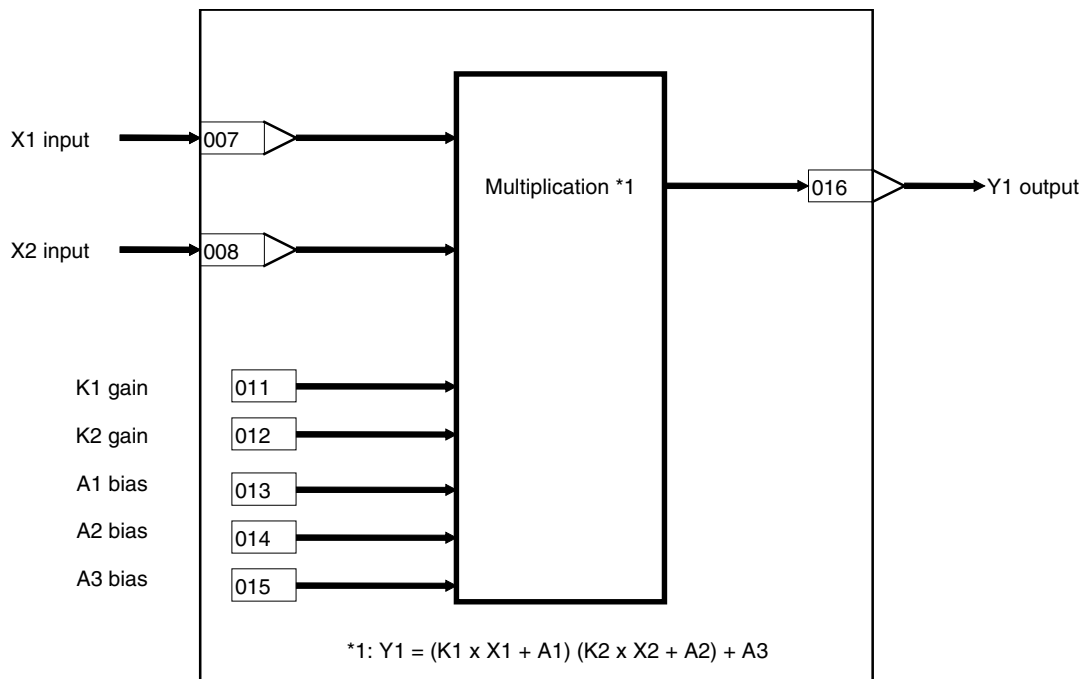 X1 input
007
Multiplication *1
016
Y1 output
X2 input
008
K1 gain
011
K2 gain
012
A1 bias
013
A2 bias
014
A3 bias
015
*1: Y1 = (K1 x X1 + A1) (K2 x X2 + A2) + A3